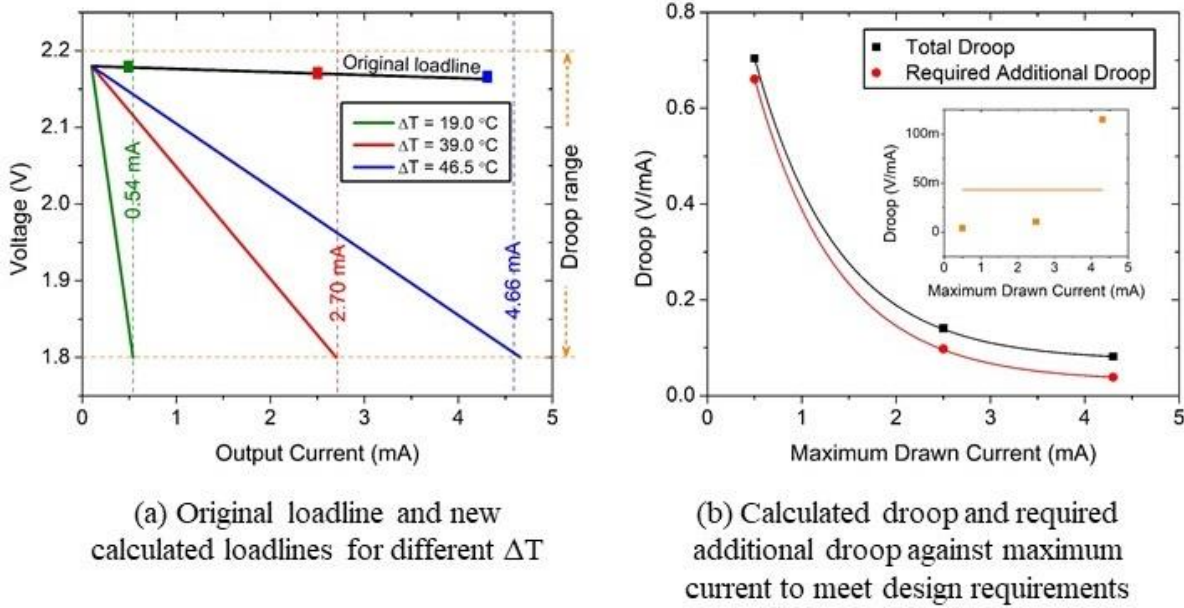 2.2
2.1
2.0
1.9
1.8
Voltage (V)
0
1
2
3
4
5
Output Current (mA)
Original loadline
ΔT = 19.0 °C
ΔT = 39.0 °C
ΔT = 46.5 °C
0.54 mA
2.70 mA
4.66 mA
Droop range
(a) Original loadline and new
calculated loadlines for different ΔT
0.8
0.6
0.4
0.2
0.0
Droop (V/mA)
0
1
2
3
4
5
Maximum Drawn Current (mA)
Total Droop
Required Additional Droop
100m
50m
0
Droop (V/mA)
0
1
2
3
4
5
Maximum Drawn Current (mA)
(b) Calculated droop and required
additional droop against maximum
current to meet design requirements